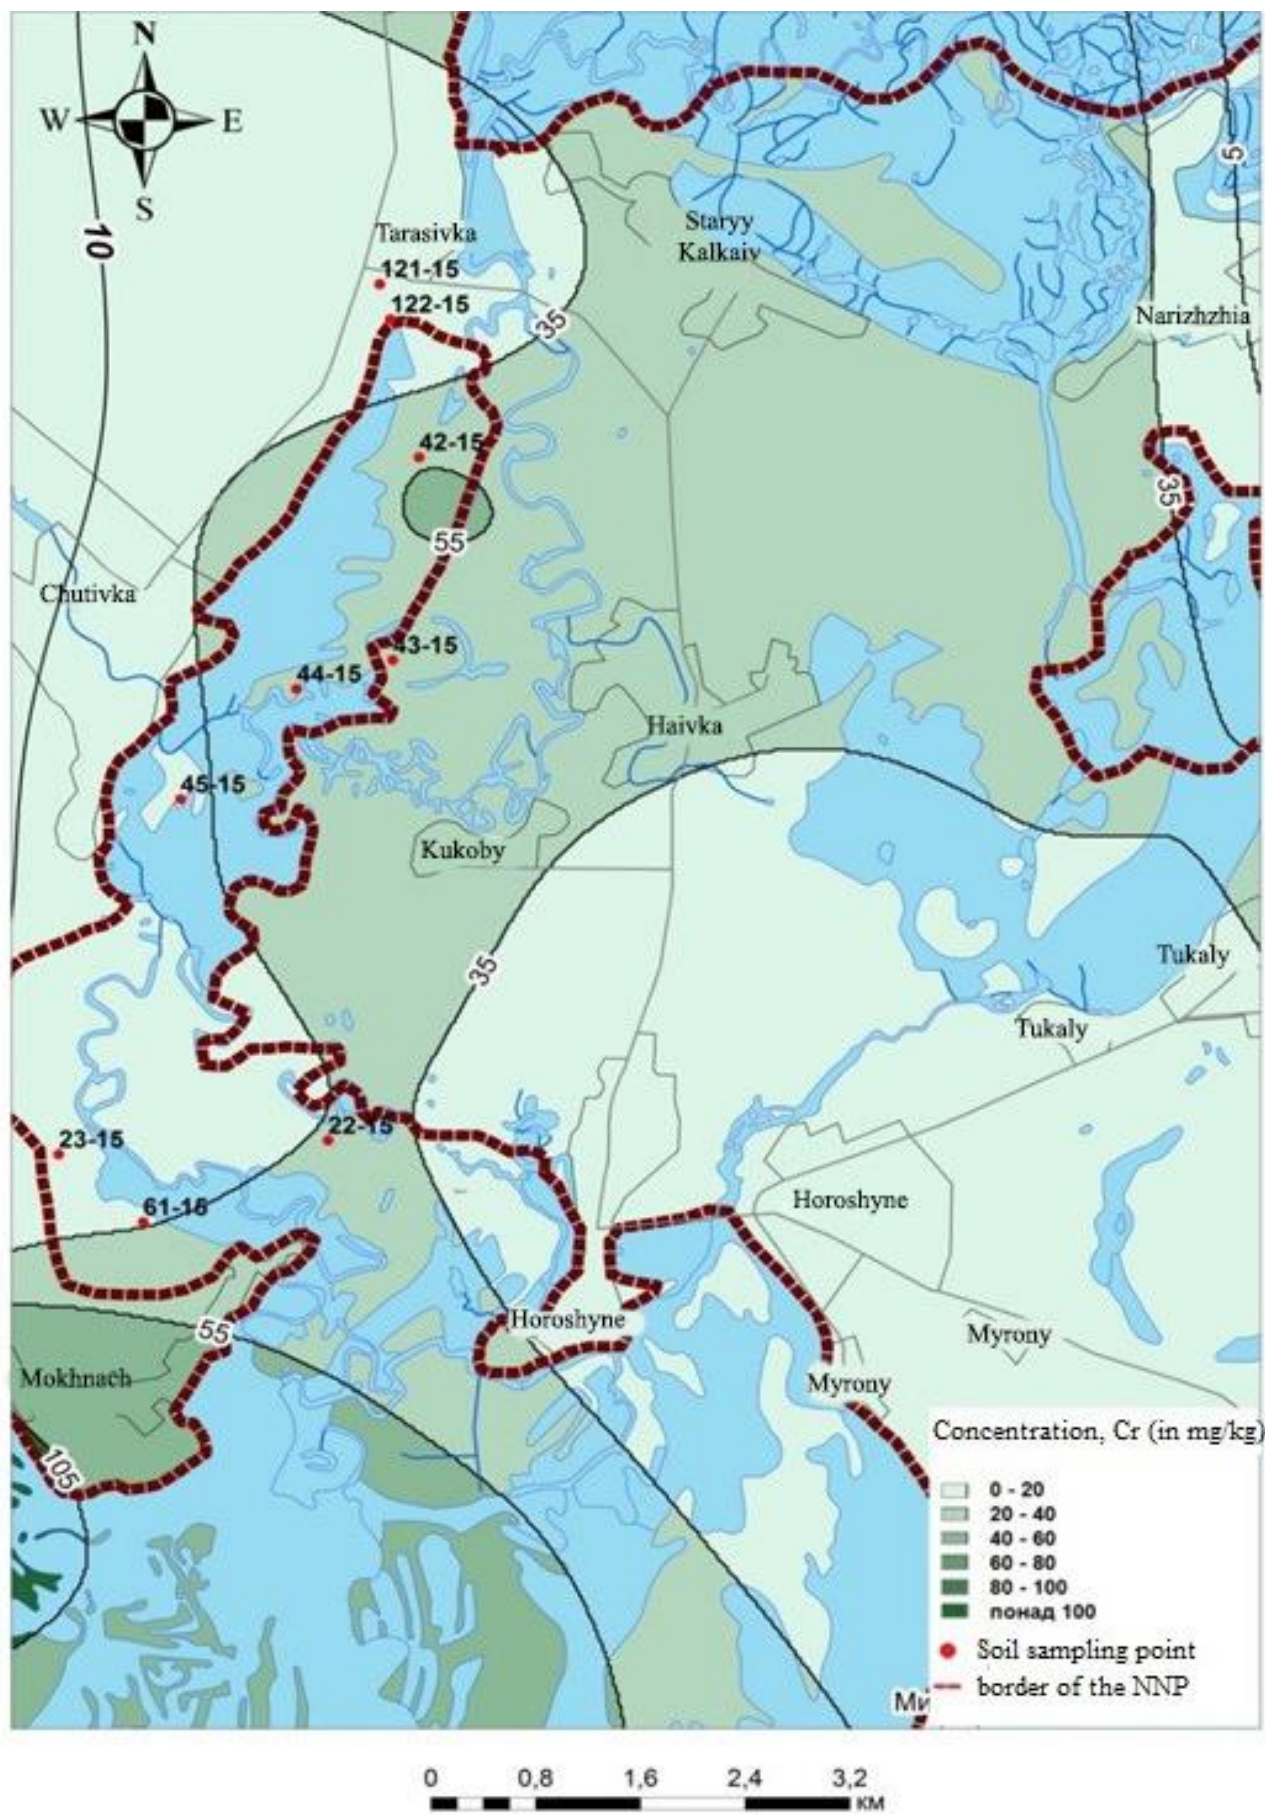 N
W E
S
10
5
Tarasivka
Staryy
Kalkaiv
121-15
122-15
35
Narizhzhia
42-15
35
55
Chutivka
43-15
44-15
Haivka
45-15
Kukoby
35
Tukaly
Tukaly
22-15
23-15
Horoshyne
61-15
Horoshyne
55
Myrony
Mokhnach
Myrony
105
Concentration, Cr (in mg/kg)
0 - 20
20 - 40
40 - 60
60 - 80
80 - 100
понад 100
Soil sampling point
Ми
border of the NNP
0 0,8 1,6 2,4 3,2
км